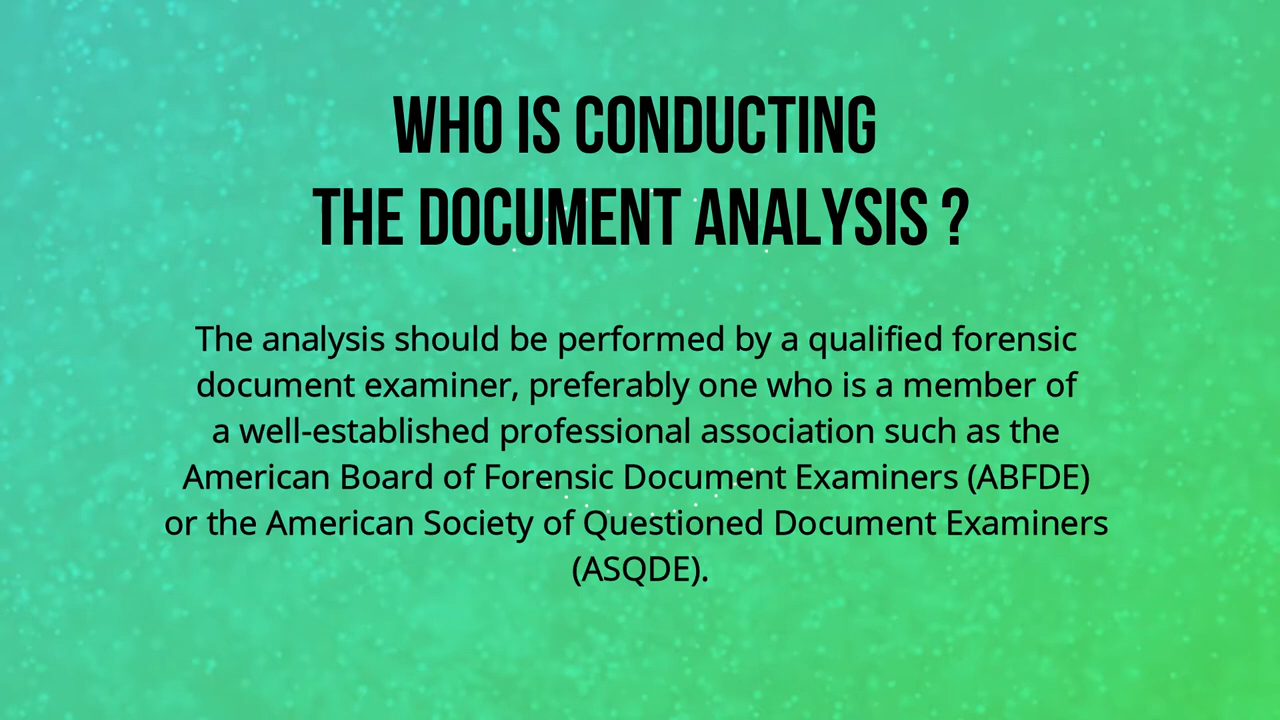 WHO IS CONDUCTING
THE DOCUMENT ANALYSIS ?
The analysis should be performed by a qualified forensic
document examiner, preferably one who is a member of
a well-established professional association such as the
American Board of Forensic Document Examiners (ABFDE)
or the American Society of Questioned Document Examiners
(ASQDE).